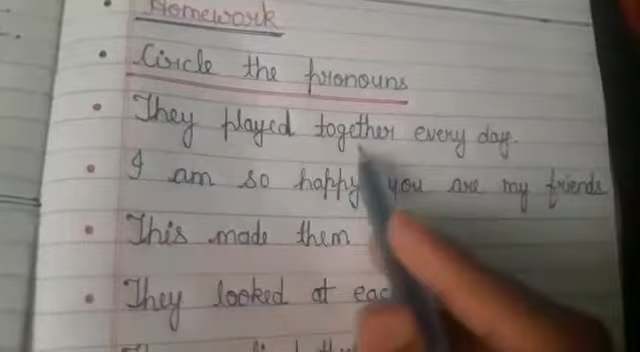 Homework
Circle the pronouns
They played together every day.
I am so happy you are my friends
This made them
They looked at eac